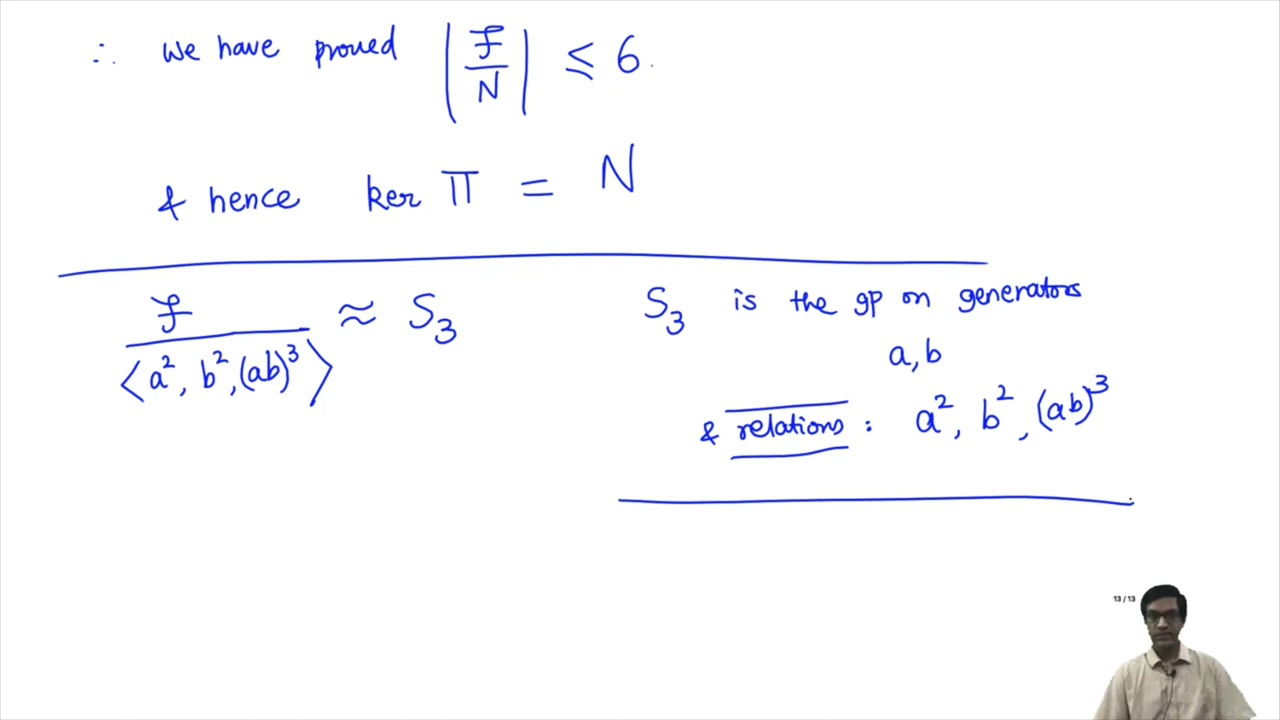 ∴ We have proved |F/N| ≤ 6.
& hence ker π = N
F/⟨a², b², (ab)³⟩ ≈ S₃
S₃ is the gp on generators
a, b
& relations : a², b², (ab)³
13 / 13